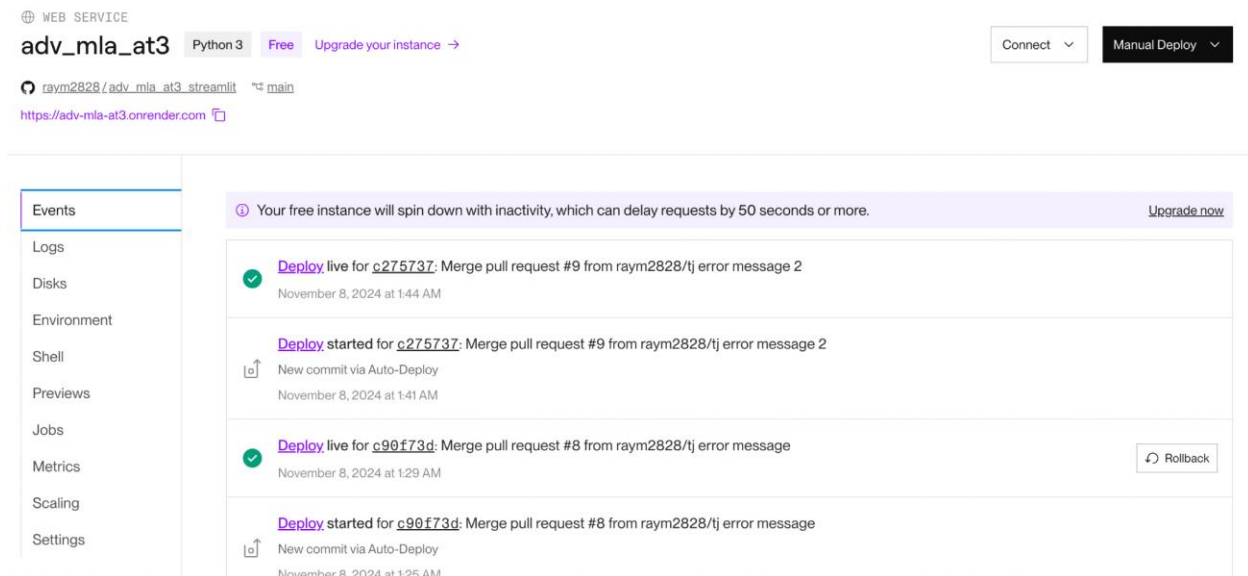 WEB SERVICE
adv_mla_at3 Python 3 Free Upgrade your instance →
Connect Manual Deploy
raym2828/adv_mla_at3_streamlit main
https://adv-mla-at3.onrender.com
Events
Logs
Disks
Environment
Shell
Previews
Jobs
Metrics
Scaling
Settings
Your free instance will spin down with inactivity, which can delay requests by 50 seconds or more. Upgrade now
Deploy live for c275737: Merge pull request #9 from raym2828/tj error message 2
November 8, 2024 at 1:44 AM
Deploy started for c275737: Merge pull request #9 from raym2828/tj error message 2
New commit via Auto-Deploy
November 8, 2024 at 1:41 AM
Deploy live for c90f73d: Merge pull request #8 from raym2828/tj error message
November 8, 2024 at 1:29 AM
Rollback
Deploy started for c90f73d: Merge pull request #8 from raym2828/tj error message
New commit via Auto-Deploy
November 8, 2024 at 1:25 AM